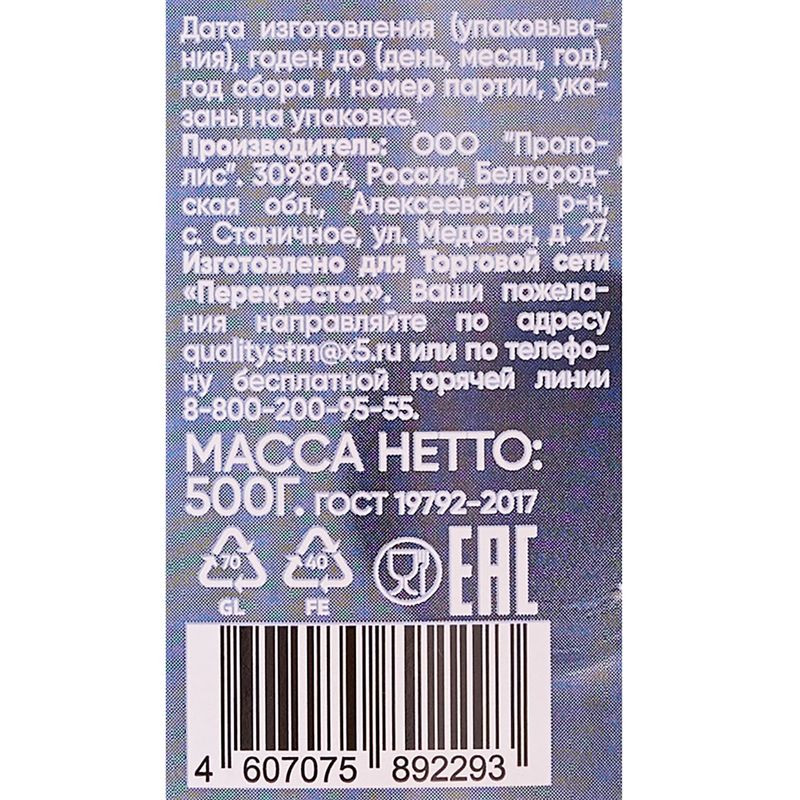 Дата изготовления (упаковыва-
ния), годен до (день, месяц, год),
год сбора и номер партии, ука-
заны на упаковке.
Производитель: ООО "Пропо-
лис". 309804, Россия, Белгород-
ская обл., Алексеевский р-н,
с. Станичное, ул. Медовая, д. 27.
Изготовлено для Торговой сети
«Перекресток». Ваши пожела-
ния направляйте по адресу
quality.stm@x5.ru или по телефо-
ну бесплатной горячей линии
8-800-200-95-55.
МАССА НЕТТО:
500Г. ГОСТ 19792-2017
70 40 EAC
GL FE
4 607075 892293